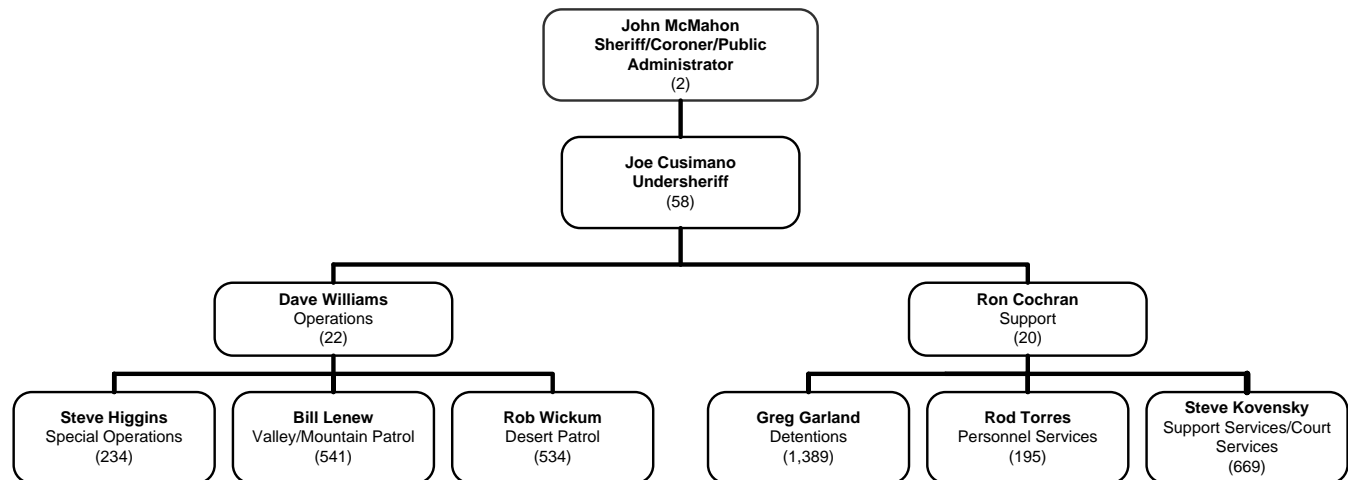 John McMahon
Sheriff/Coroner/Public
Administrator
(2)
Joe Cusimano
Undersheriff
(58)
Dave Williams
Operations
(22)
Ron Cochran
Support
(20)
Steve Higgins
Special Operations
(234)
Bill Lenew
Valley/Mountain Patrol
(541)
Rob Wickum
Desert Patrol
(534)
Greg Garland
Detentions
(1,389)
Rod Torres
Personnel Services
(195)
Steve Kovensky
Support Services/Court
Services
(669)